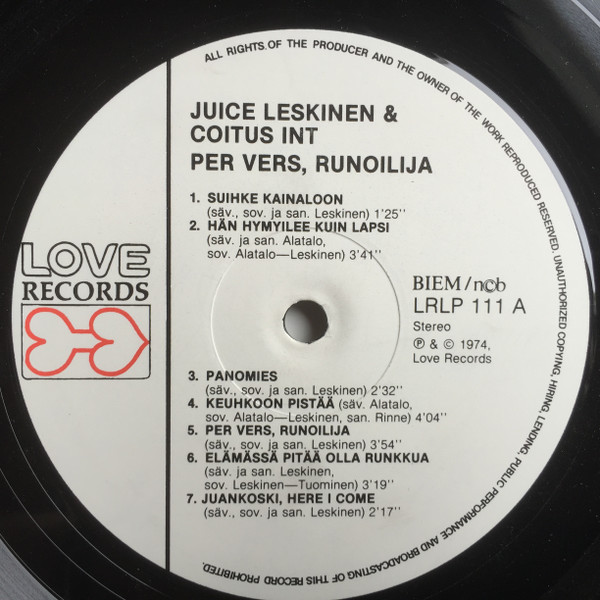 ALL RIGHTS OF THE PRODUCER AND THE OWNER OF THE WORK REPRODUCED RESERVED. UNAUTHORIZED COPYING, HIRING, LENDING, PUBLIC PERFORMANCE AND BROADCASTING OF THIS RECORD PROHIBITED.
JUICE LESKINEN &
COITUS INT
PER VERS, RUNOILIJA
1. SUIHKE KAINALOON
(säv., sov. ja san. Leskinen) 1'25''
2. HÄN HYMYILEE KUIN LAPSI
(säv. ja san. Alatalo,
sov. Alatalo—Leskinen) 3'41''
LOVE
RECORDS
BIEM/n©b
LRLP 111 A
Stereo
℗ & © 1974,
Love Records
3. PANOMIES
(säv., sov. ja san. Leskinen) 2'32''
4. KEUHKOON PISTÄÄ (säv. Alatalo,
sov. Alatalo—Leskinen, san. Rinne) 4'04''
5. PER VERS, RUNOILIJA
(säv., sov. ja san. Leskinen) 3'54''
6. ELÄMÄSSÄ PITÄÄ OLLA RUNKKUA
(säv. ja san. Leskinen,
sov. Leskinen—Tuominen) 3'19''
7. JUANKOSKI, HERE I COME
(säv., sov. ja san. Leskinen) 2'17''